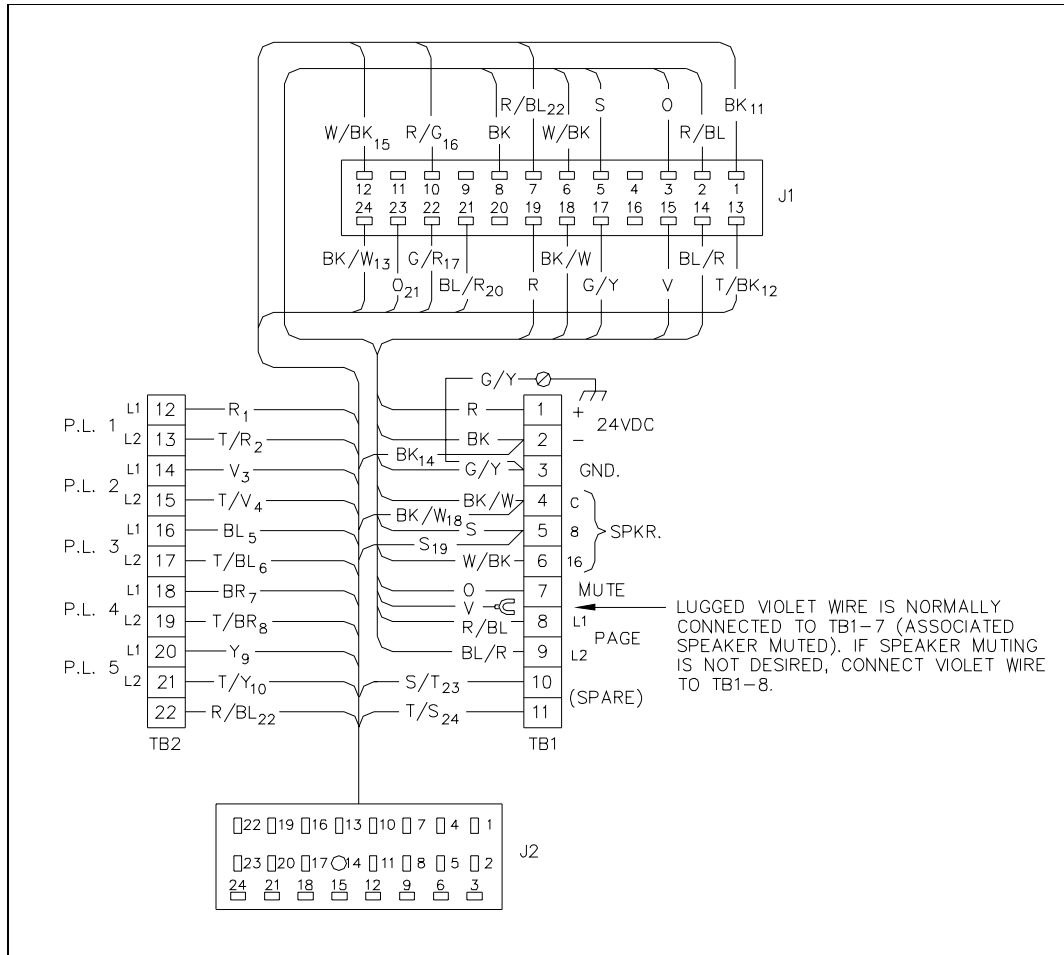 R/BL22 S O BK11
W/BK15 R/G16 BK W/BK R/BL
12 11 10 9 8 7 6 5 4 3 2 1
J1
24 23 22 21 20 19 18 17 16 15 14 13
BK/W13 G/R17 BK/W BL/R
O21 BL/R20 R G/Y V T/BK12
G/Y
P.L. 1 L1 12 R1 R 1 + 24VDC
L2 13 T/R2 BK 2 −
BK14
P.L. 2 L1 14 V3 G/Y 3 GND.
L2 15 T/V4 BK/W 4 C
BK/W18
P.L. 3 L1 16 BL5 S 5 8 SPKR.
S19
L2 17 T/BL6 W/BK 6 16
P.L. 4 L1 18 BR7 O 7 MUTE
V
L2 19 T/BR8 R/BL 8 L1 PAGE
P.L. 5 L1 20 Y9 BL/R 9 L2
L2 21 T/Y10 S/T23 10 (SPARE)
22 R/BL22 T/S24 11
TB2 TB1
LUGGED VIOLET WIRE IS NORMALLY
CONNECTED TO TB1-7 (ASSOCIATED
SPEAKER MUTED). IF SPEAKER MUTING
IS NOT DESIRED, CONNECT VIOLET WIRE
TO TB1-8.
22 19 16 13 10 7 4 1
J2
23 20 17 14 11 8 5 2
24 21 18 15 12 9 6 3